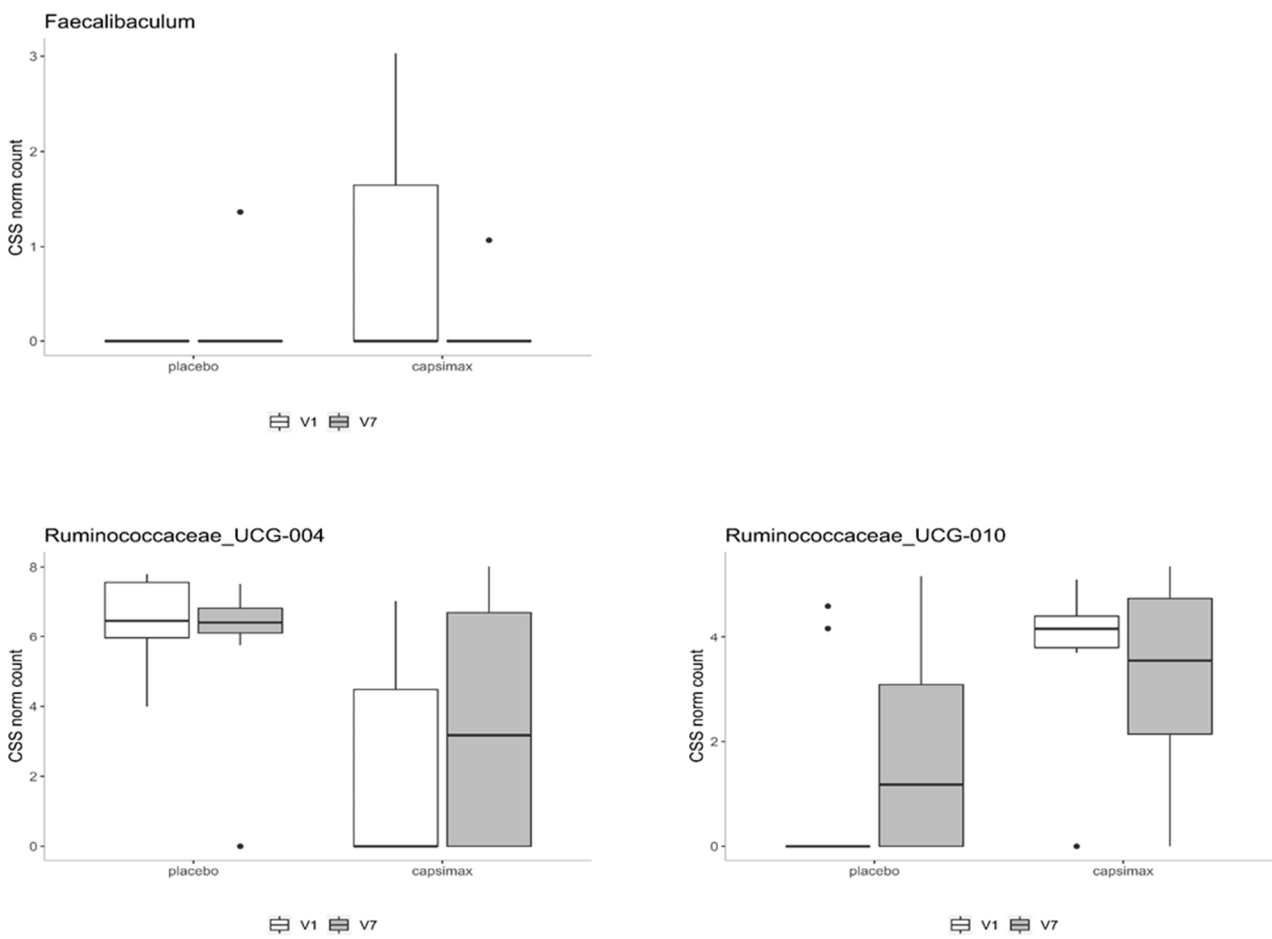 Faecalibaculum
CSS norm count
3
2
1
0
placebo capsimax
V1 V7
Ruminococcaceae_UCG-004
CSS norm count
8
6
4
2
0
placebo capsimax
V1 V7
Ruminococcaceae_UCG-010
CSS norm count
4
2
0
placebo capsimax
V1 V7